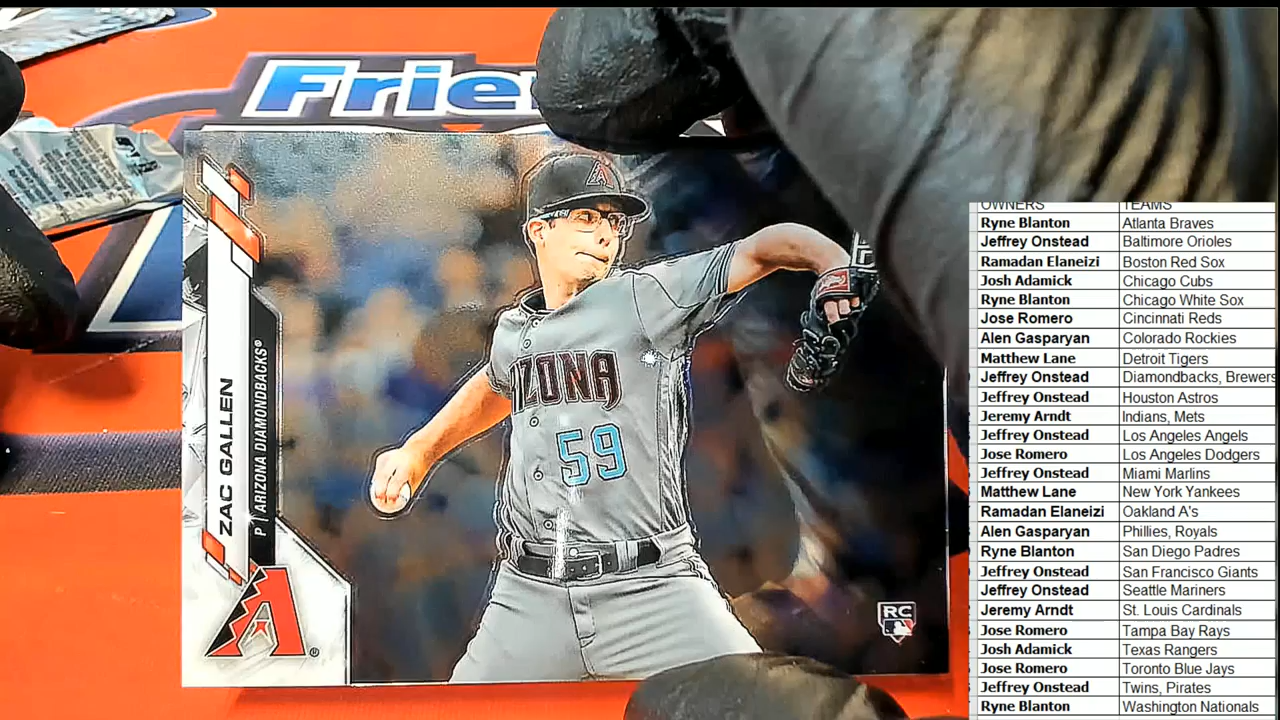 Frie
ZAC GALLEN
P | ARIZONA DIAMONDBACKS®
IZONA
59
A
®
RC
OWNERS TEAMS
Ryne Blanton Atlanta Braves
Jeffrey Onstead Baltimore Orioles
Ramadan Elaneizi Boston Red Sox
Josh Adamick Chicago Cubs
Ryne Blanton Chicago White Sox
Jose Romero Cincinnati Reds
Alen Gasparyan Colorado Rockies
Matthew Lane Detroit Tigers
Jeffrey Onstead Diamondbacks, Brewers
Jeffrey Onstead Houston Astros
Jeremy Arndt Indians, Mets
Jeffrey Onstead Los Angeles Angels
Jose Romero Los Angeles Dodgers
Jeffrey Onstead Miami Marlins
Matthew Lane New York Yankees
Ramadan Elaneizi Oakland A's
Alen Gasparyan Phillies, Royals
Ryne Blanton San Diego Padres
Jeffrey Onstead San Francisco Giants
Jeffrey Onstead Seattle Mariners
Jeremy Arndt St. Louis Cardinals
Jose Romero Tampa Bay Rays
Josh Adamick Texas Rangers
Jose Romero Toronto Blue Jays
Jeffrey Onstead Twins, Pirates
Ryne Blanton Washington Nationals